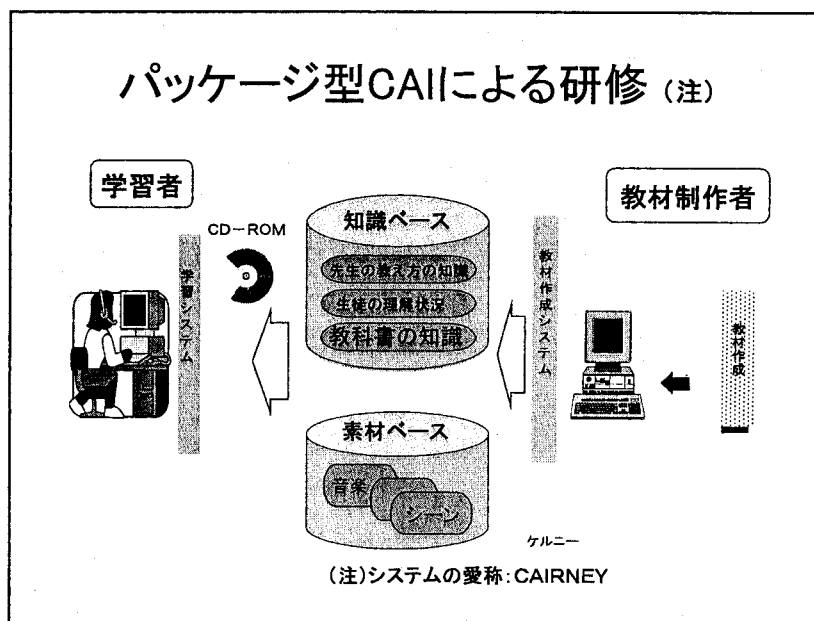 パッケージ型CAIによる研修（注）
学習者
教材制作者
CD－ROM
学習システム
知識ベース
先生の教え方の知識
生徒の理解状況
教科書の知識
教材作成システム
教材作成
素材ベース
音楽
シーン
ケルニー
（注）システムの愛称：CAIRNEY